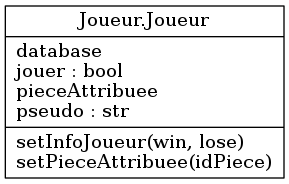 Joueur.Joueur
database
jouer : bool
pieceAttribuee
pseudo : str
setInfoJoueur(win, lose)
setPieceAttribuee(idPiece)